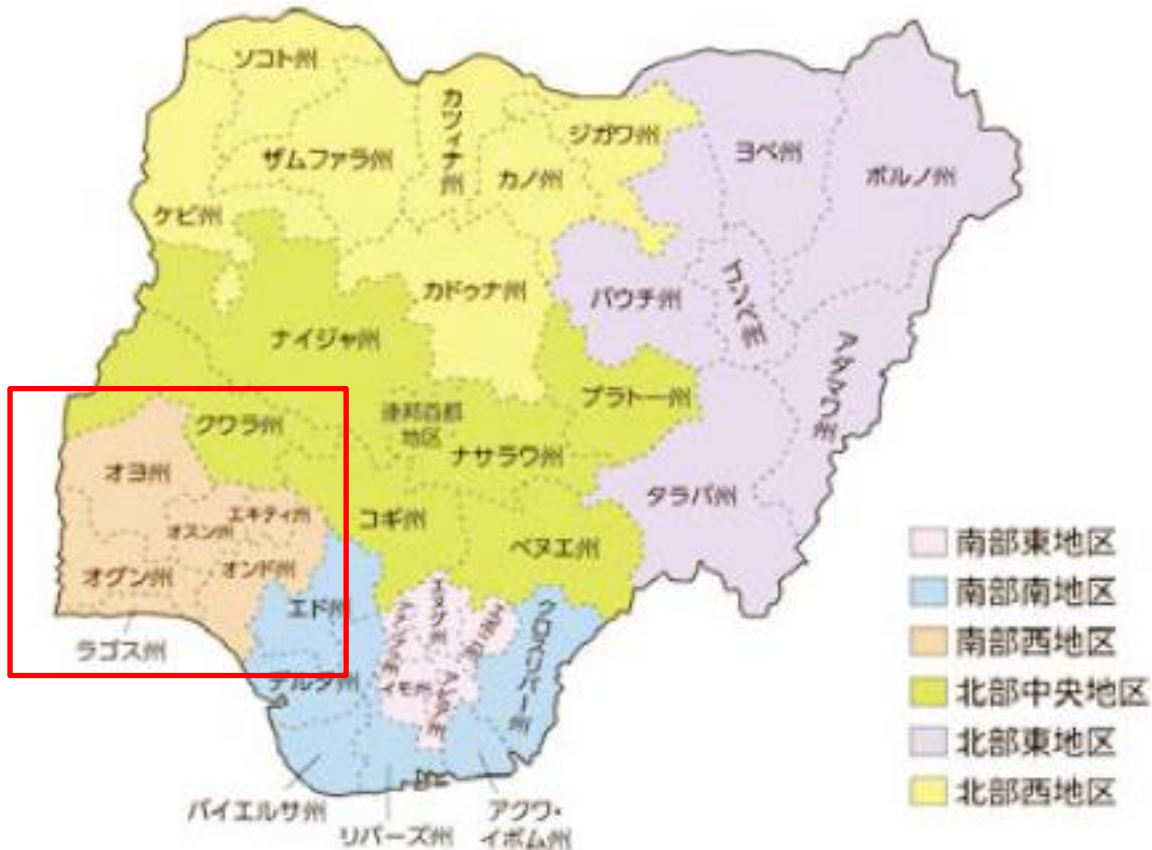 ソコト州
カツィナ州
ジガワ州
ザムファラ州
カノ州
ヨベ州
ボルノ州
ケビ州
カドゥナ州
バウチ州
ゴンベ州
アダマワ州
ナイジャ州
プラトー州
クワラ州
連邦首都
地区
ナサラワ州
オヨ州
タラバ州
オスン州
エキティ州
コギ州
ベヌエ州
オグン州
オンド州
エド州
エヌグ州
クロスリバー州
ラゴス州
デルタ州
イモ州
バイエルサ州
リバーズ州
アクワ・
イボム州
南部東地区
南部南地区
南部西地区
北部中央地区
北部東地区
北部西地区